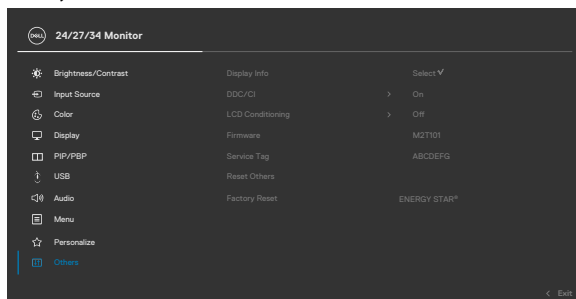 DELL 24/27/34 Monitor
Brightness/Contrast Display Info Select ✓
Input Source DDC/CI > On
Color LCD Conditioning > Off
Display Firmware M2T101
PIP/PBP Service Tag ABCDEFG
USB Reset Others
Audio Factory Reset ENERGY STAR®
Menu
Personalize
Others
< Exit